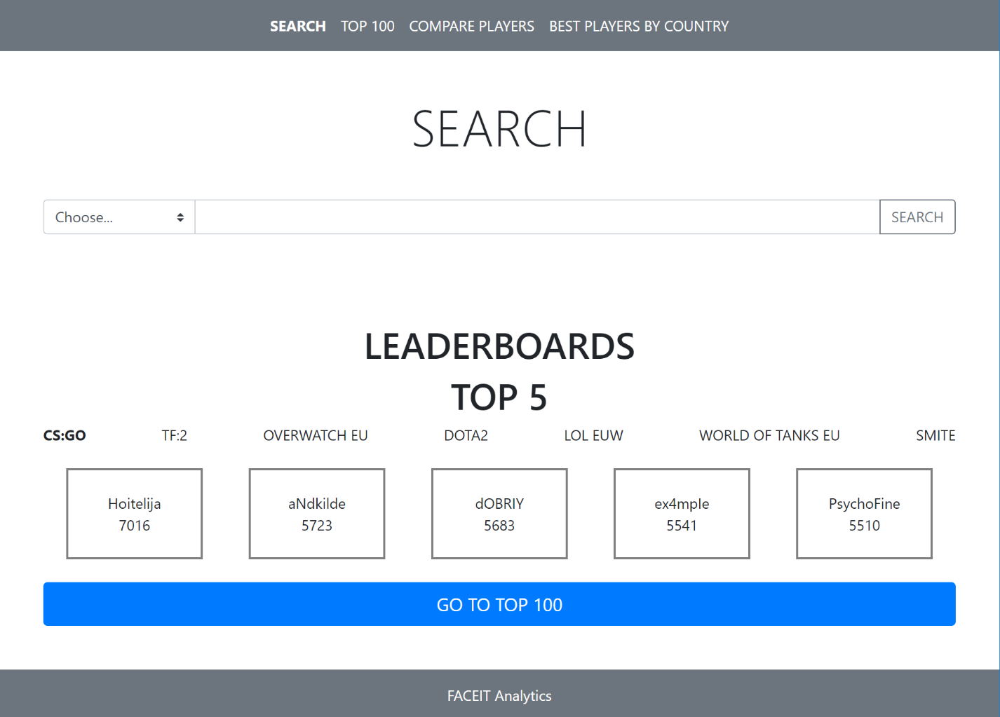 SEARCH TOP 100 COMPARE PLAYERS BEST PLAYERS BY COUNTRY
SEARCH
Choose... SEARCH
LEADERBOARDS
TOP 5
CS:GO TF:2 OVERWATCH EU DOTA2 LOL EUW WORLD OF TANKS EU SMITE
Hoitelija
7016
aNdkilde
5723
dOBRIY
5683
ex4mple
5541
PsychoFine
5510
GO TO TOP 100
FACEIT Analytics